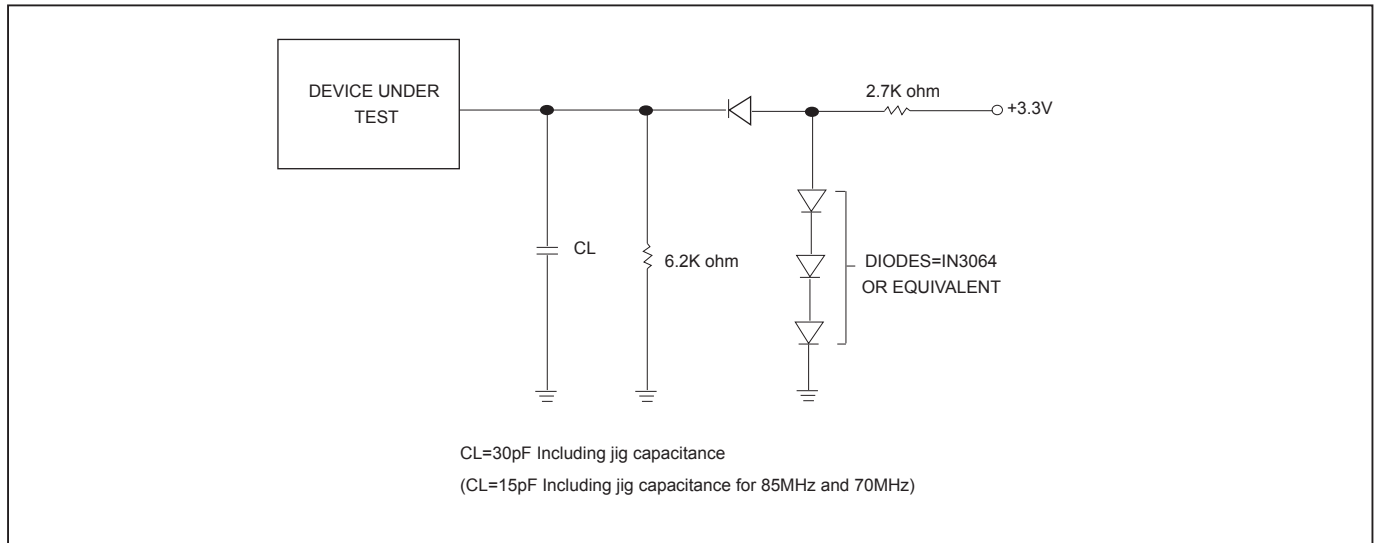 DEVICE UNDER
TEST
2.7K ohm
+3.3V
CL
6.2K ohm
DIODES=IN3064
OR EQUIVALENT
CL=30pF Including jig capacitance
(CL=15pF Including jig capacitance for 85MHz and 70MHz)